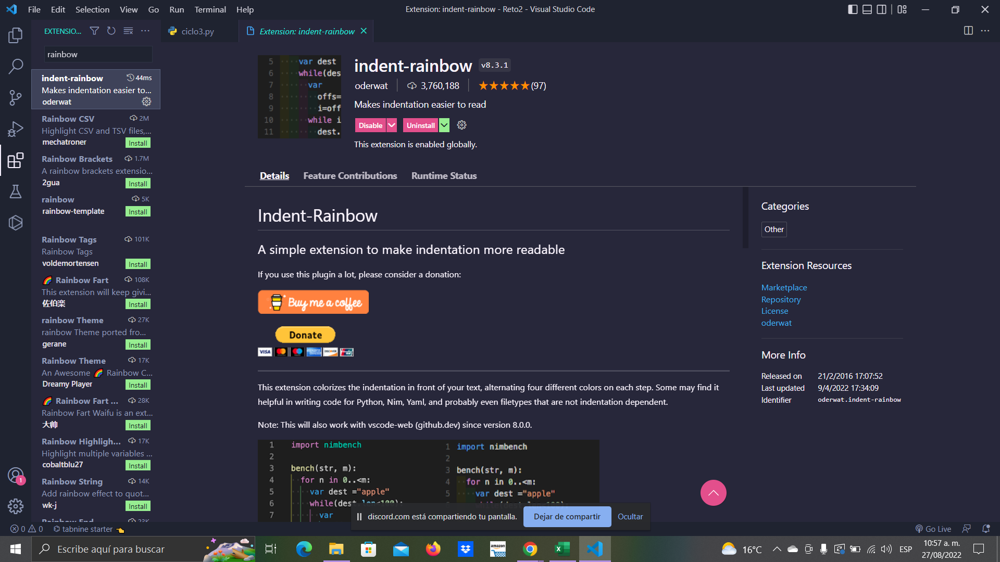 File Edit Selection View Go Run Terminal Help
Extension: indent-rainbow - Reto2 - Visual Studio Code
EXTENSIO...
ciclo3.py
Extension: indent-rainbow
rainbow
indent-rainbow 44ms
Makes indentation easier to...
oderwat
Rainbow CSV 2M
Highlight CSV and TSV files,...
mechatroner Install
Rainbow Brackets 1.7M
A rainbow brackets extensio...
2gua Install
rainbow 5K
rainbow-template Install
Rainbow Tags 101K
Rainbow Tags
voldemortensen Install
Rainbow Fart 108K
This extension will keep givi...
佐伯楽 Install
rainbow Theme 27K
rainbow Theme ported fro...
gerane Install
Rainbow Theme 17K
An Awesome 🌈 Rainbow C...
Dreamy Player Install
Rainbow Fart ... 28K
Rainbow Fart Waifu is an ext...
大帅 Install
Rainbow Highligh... 17K
Highlight multiple variables ...
cobaltblu27 Install
Rainbow String 14K
Add rainbow effect to quot...
wk-j Install
Rainbow End 23K
5 var dest
6 while(des
7 var
8 offs=
9 i=off
10 while i
11 dest.
indent-rainbow v8.3.1
oderwat 3,760,188 ★★★★★(97)
Makes indentation easier to read
Disable Uninstall
This extension is enabled globally.
Details Feature Contributions Runtime Status
Indent-Rainbow
A simple extension to make indentation more readable
If you use this plugin a lot, please consider a donation:
Buy me a coffee
Donate
VISA
This extension colorizes the indentation in front of your text, alternating four different colors on each step. Some may find it
helpful in writing code for Python, Nim, Yaml, and probably even filetypes that are not indentation dependent.
Note: This will also work with vscode-web (github.dev) since version 8.0.0.
1 import nimbench
2
3 bench(str, m):
4 for n in 0..<m:
5 var dest ="apple"
6 while(dest.len<100):
7 var
1 import nimbench
2
3 bench(str, m):
4 for n in 0..<m:
5 var dest ="apple"
while(dest.len<100):
Categories
Other
Extension Resources
Marketplace
Repository
License
oderwat
More Info
Released on 21/2/2016 17:07:52
Last updated 9/4/2022 17:34:09
Identifier oderwat.indent-rainbow
discord.com está compartiendo tu pantalla. Dejar de compartir Ocultar
1
0 0 tabnine starter
Go Live
Escribe aquí para buscar
amazon
16°C
ESP
10:57 a. m.
27/08/2022